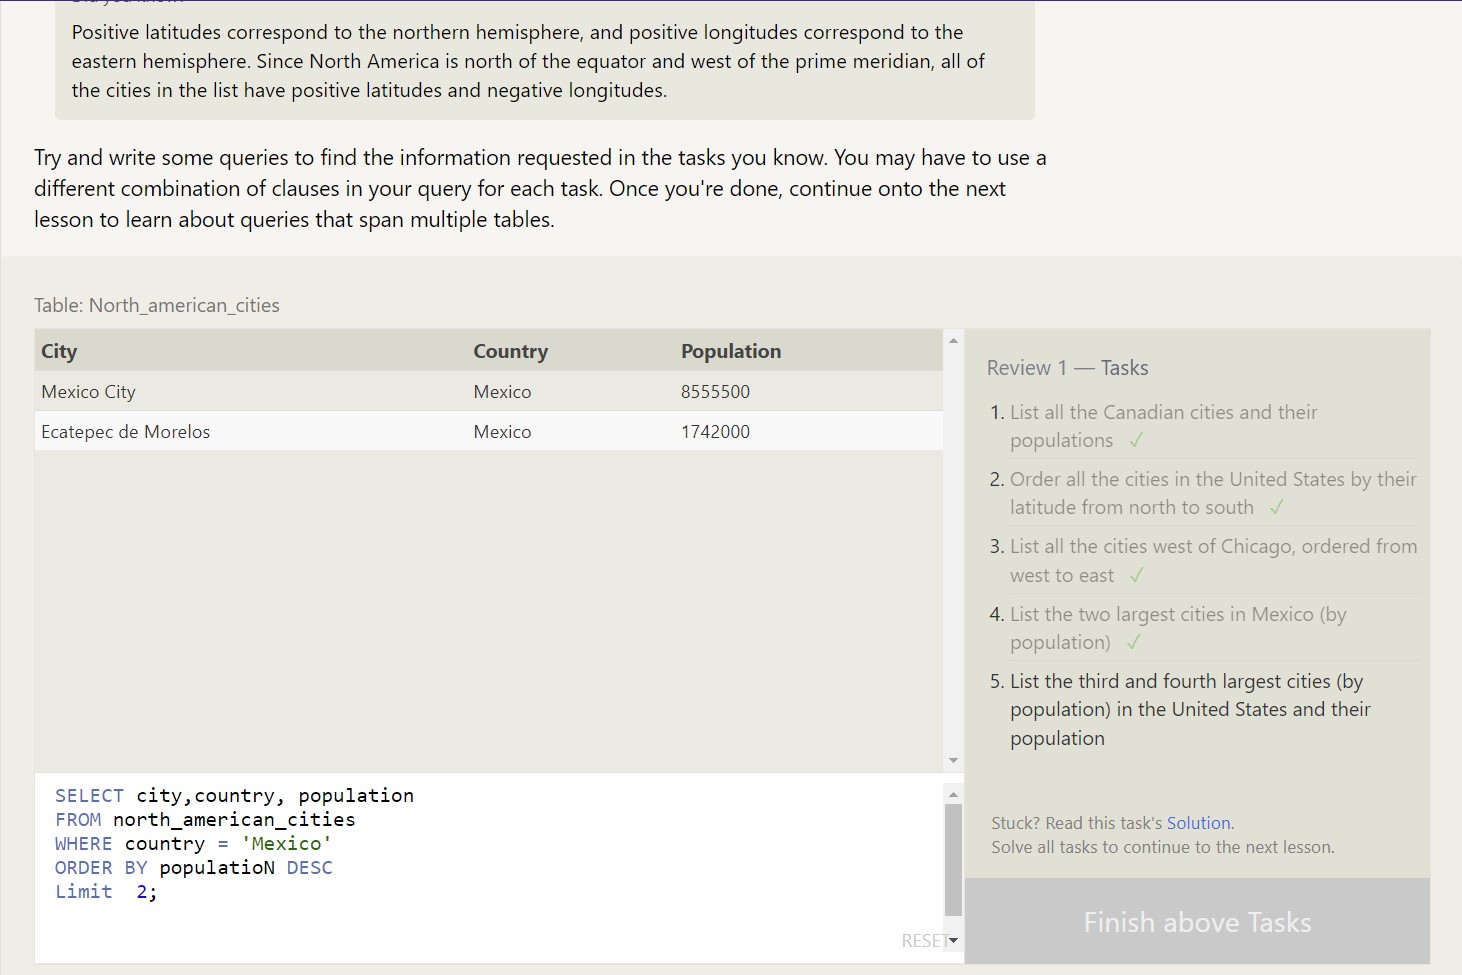 Positive latitudes correspond to the northern hemisphere, and positive longitudes correspond to the
eastern hemisphere. Since North America is north of the equator and west of the prime meridian, all of
the cities in the list have positive latitudes and negative longitudes.
Try and write some queries to find the information requested in the tasks you know. You may have to use a
different combination of clauses in your query for each task. Once you're done, continue onto the next
lesson to learn about queries that span multiple tables.
Table: North_american_cities
City Country Population
Mexico City Mexico 8555500
Ecatepec de Morelos Mexico 1742000
SELECT city,country, population
FROM north_american_cities
WHERE country = 'Mexico'
ORDER BY populatioN DESC
Limit  2;
RESET
Review 1 — Tasks
1. List all the Canadian cities and their
populations ✓
2. Order all the cities in the United States by their
latitude from north to south ✓
3. List all the cities west of Chicago, ordered from
west to east ✓
4. List the two largest cities in Mexico (by
population) ✓
5. List the third and fourth largest cities (by
population) in the United States and their
population
Stuck? Read this task's Solution.
Solve all tasks to continue to the next lesson.
Finish above Tasks